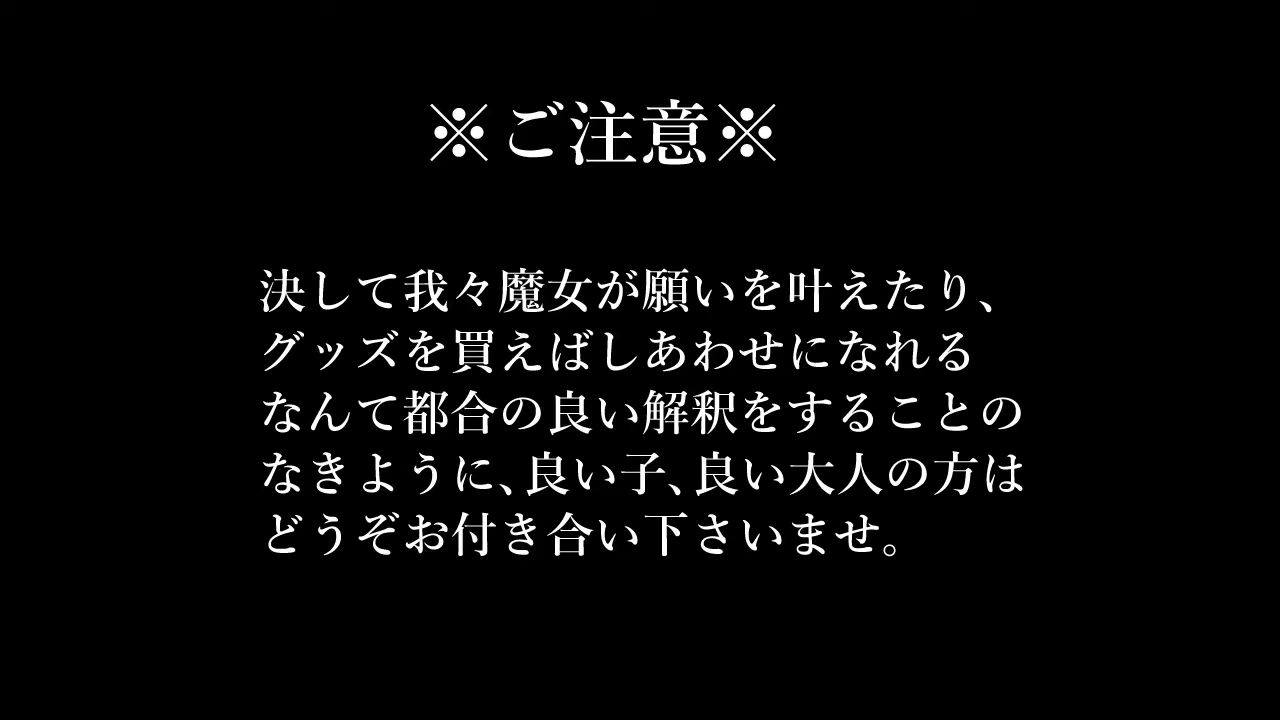 ※ご注意※
決して我々魔女が願いを叶えたり、
グッズを買えばしあわせになれる
なんて都合の良い解釈をすることの
なきように、良い子、良い大人の方は
どうぞお付き合い下さいませ。